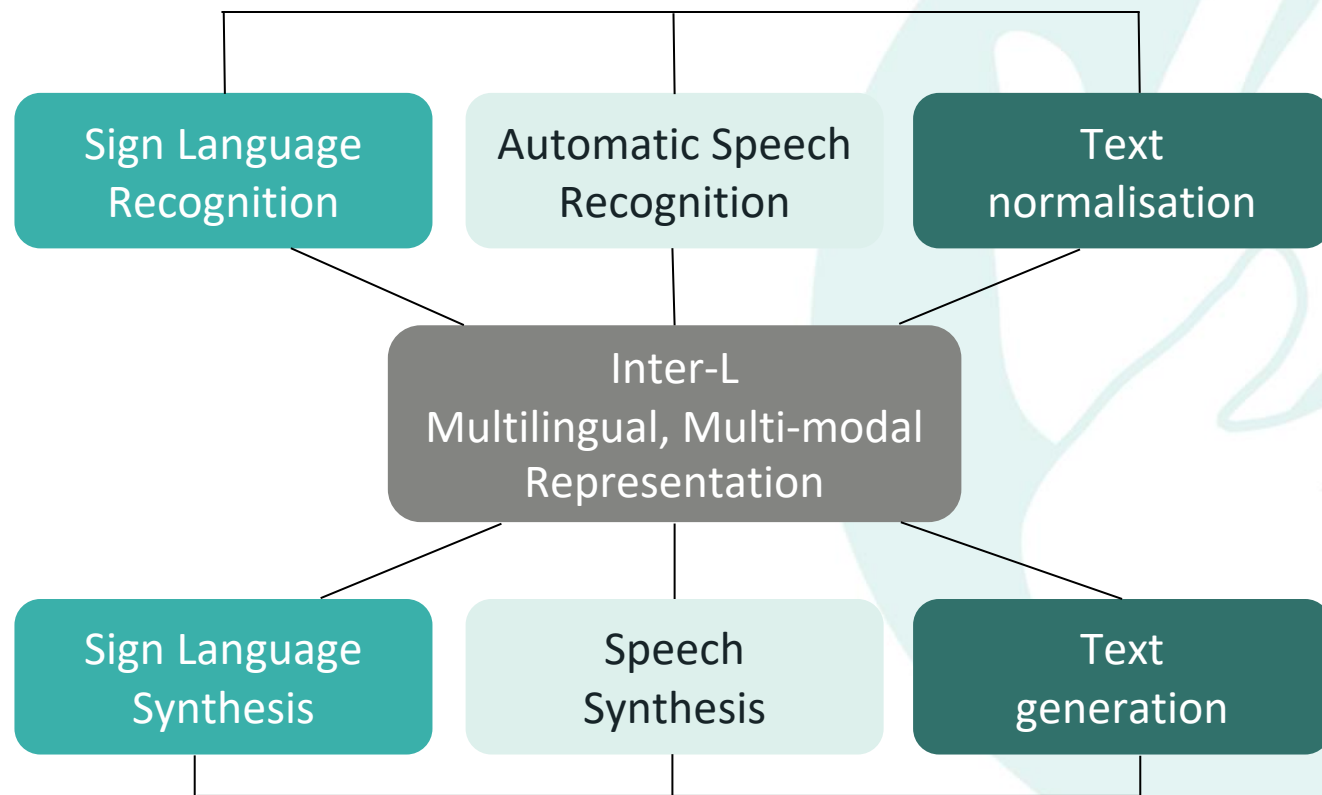 Sign Language
Recognition
Automatic Speech
Recognition
Text
normalisation
Inter-L
Multilingual, Multi-modal
Representation
Sign Language
Synthesis
Speech
Synthesis
Text
generation